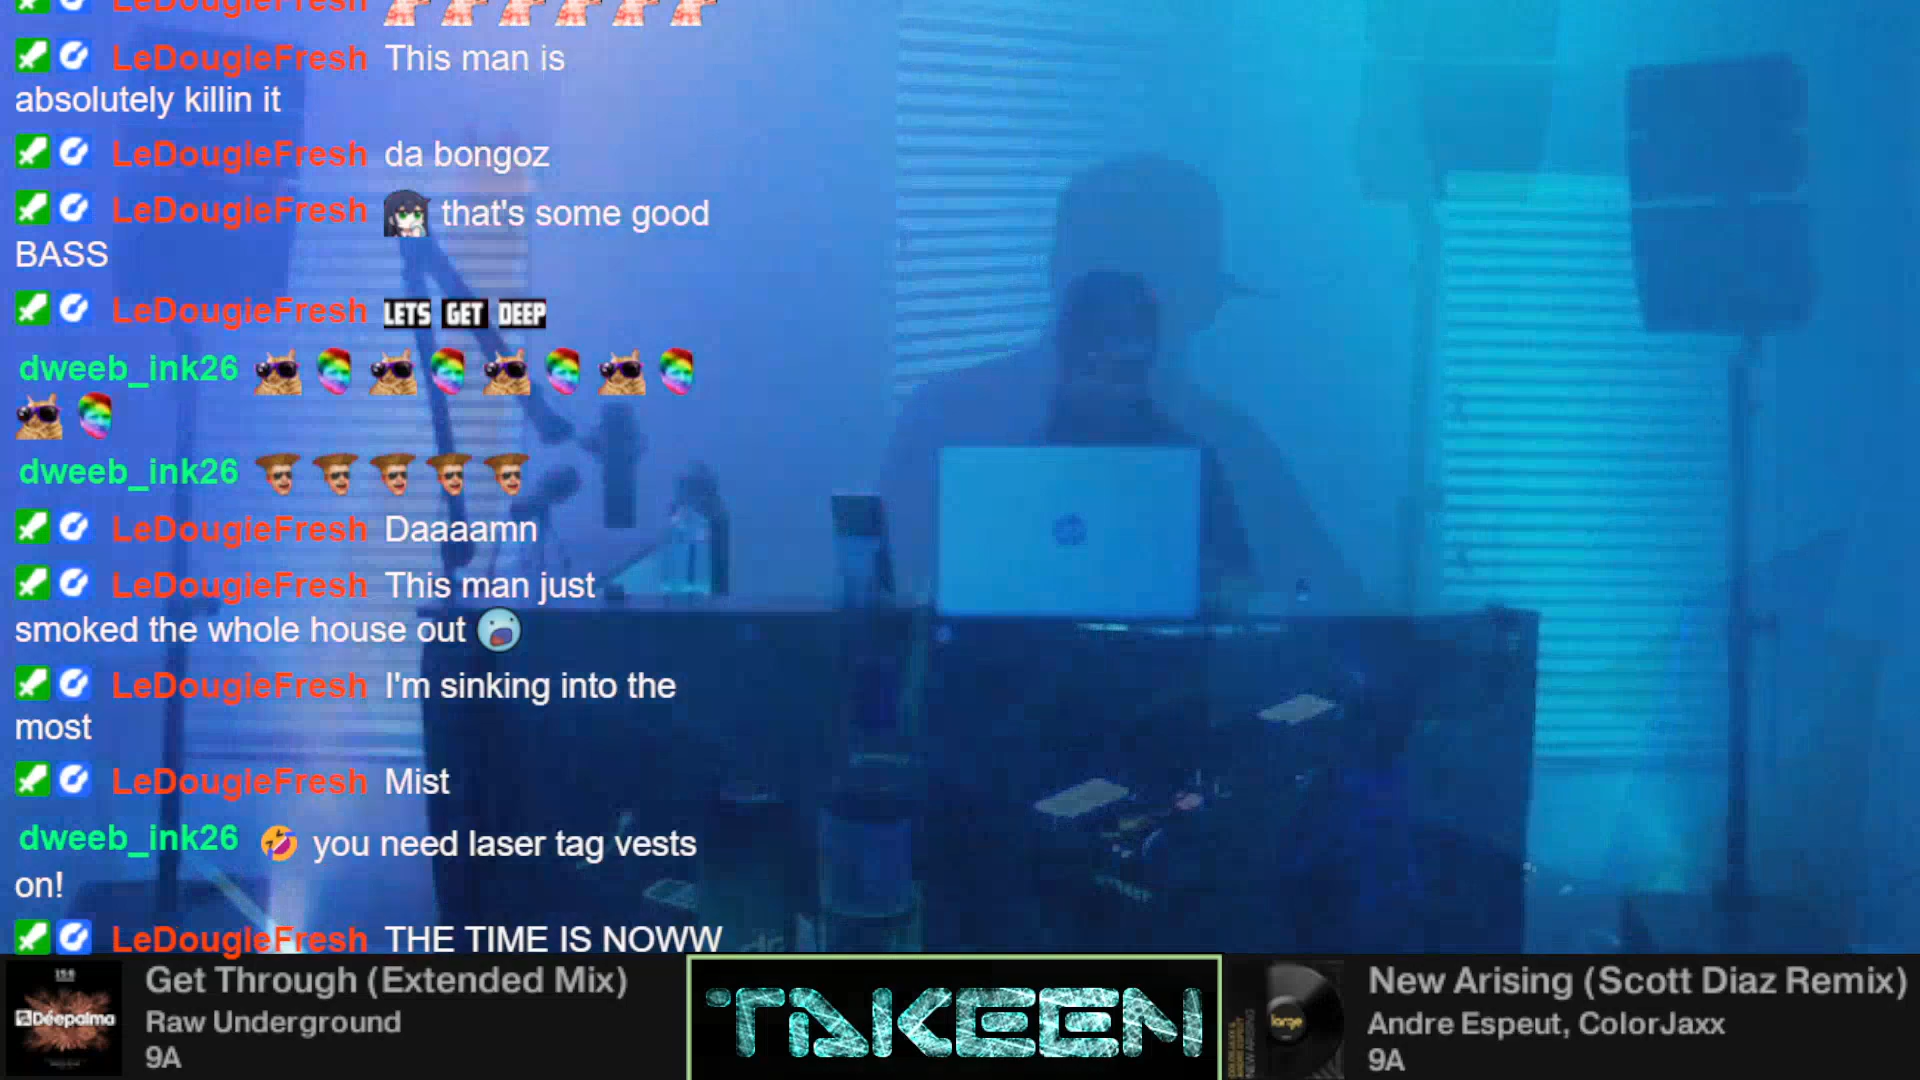 LeDougieFresh
LeDougieFresh This man is
absolutely killin it
LeDougieFresh da bongoz
LeDougieFresh that's some good
BASS
LeDougieFresh LETS GET DEEP
dweeb_ink26
dweeb_ink26
LeDougieFresh Daaaamn
LeDougieFresh This man just
smoked the whole house out
LeDougieFresh I'm sinking into the
most
LeDougieFresh Mist
dweeb_ink26 🤣 you need laser tag vests
on!
LeDougieFresh THE TIME IS NOWW
Déepalma
Get Through (Extended Mix)
Raw Underground
9A
TAKEEN
large
New Arising (Scott Diaz Remix)
Andre Espeut, ColorJaxx
9A